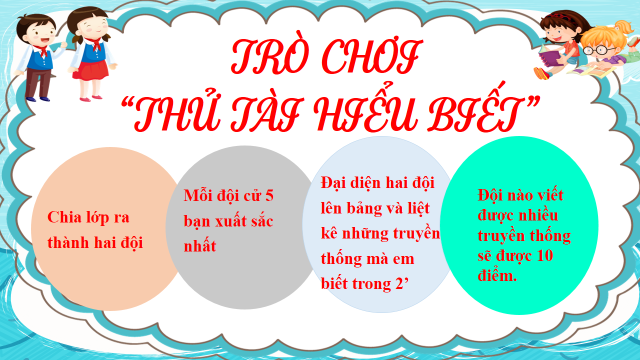 TRÒ CHƠI
“THỬ TÀI HIỂU BIẾT”
Chia lớp ra
thành hai đội
Mỗi đội cử 5
bạn xuất sắc
nhất
Đại diện hai đội
lên bảng và liệt
kê những truyền
thống mà em
biết trong 2’
Đội nào viết
được nhiều
truyền thống
sẽ được 10
điểm.